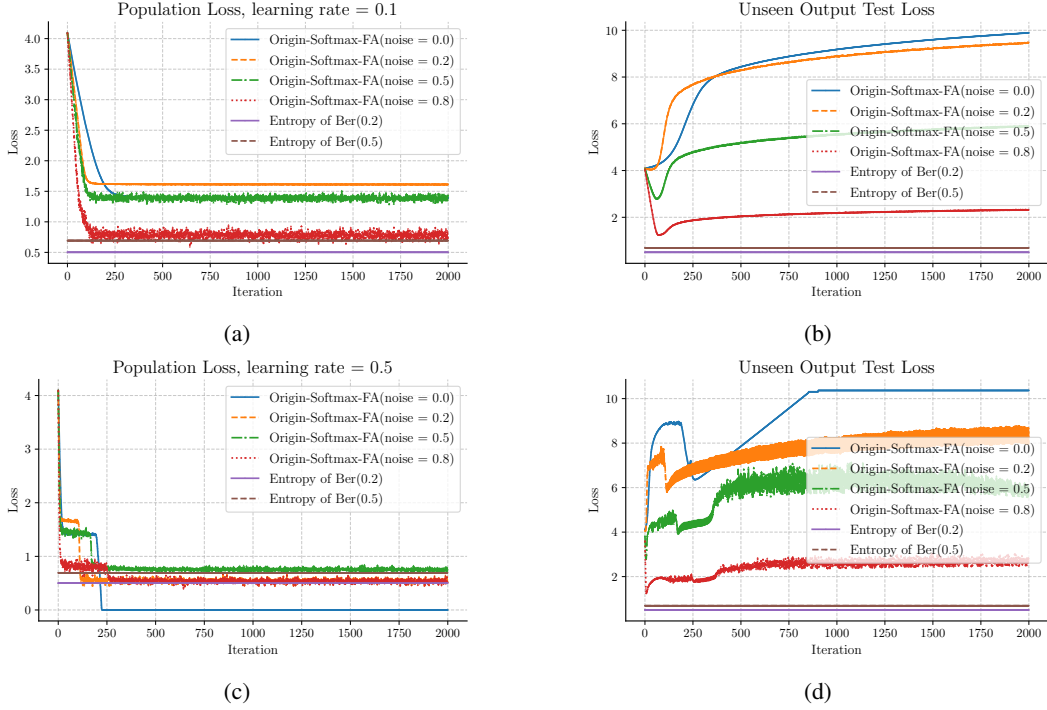 Population Loss, learning rate = 0.1
Loss
4.0
3.5
3.0
2.5
2.0
1.5
1.0
0.5
0
250
500
750
1000
1250
1500
1750
2000
Iteration
Origin-Softmax-FA(noise = 0.0)
Origin-Softmax-FA(noise = 0.2)
Origin-Softmax-FA(noise = 0.5)
Origin-Softmax-FA(noise = 0.8)
Entropy of Ber(0.2)
Entropy of Ber(0.5)
(a)
Unseen Output Test Loss
Loss
10
8
6
4
2
0
250
500
750
1000
1250
1500
1750
2000
Iteration
Origin-Softmax-FA(noise = 0.0)
Origin-Softmax-FA(noise = 0.2)
Origin-Softmax-FA(noise = 0.5)
Origin-Softmax-FA(noise = 0.8)
Entropy of Ber(0.2)
Entropy of Ber(0.5)
(b)
Population Loss, learning rate = 0.5
Loss
4
3
2
1
0
0
250
500
750
1000
1250
1500
1750
2000
Iteration
Origin-Softmax-FA(noise = 0.0)
Origin-Softmax-FA(noise = 0.2)
Origin-Softmax-FA(noise = 0.5)
Origin-Softmax-FA(noise = 0.8)
Entropy of Ber(0.2)
Entropy of Ber(0.5)
(c)
Unseen Output Test Loss
Loss
10
8
6
4
2
0
250
500
750
1000
1250
1500
1750
2000
Iteration
Origin-Softmax-FA(noise = 0.0)
Origin-Softmax-FA(noise = 0.2)
Origin-Softmax-FA(noise = 0.5)
Origin-Softmax-FA(noise = 0.8)
Entropy of Ber(0.2)
Entropy of Ber(0.5)
(d)